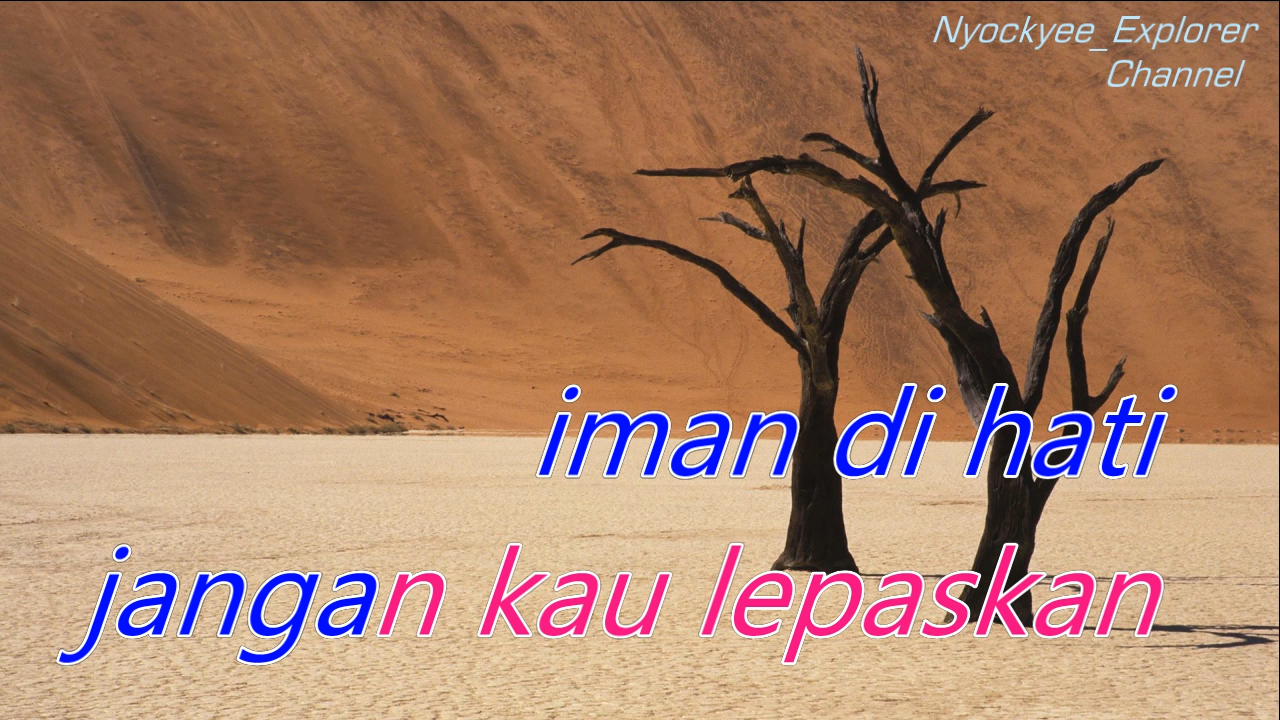 Nyockyee_Explorer
Channel
iman di hati
jangan kau lepaskan